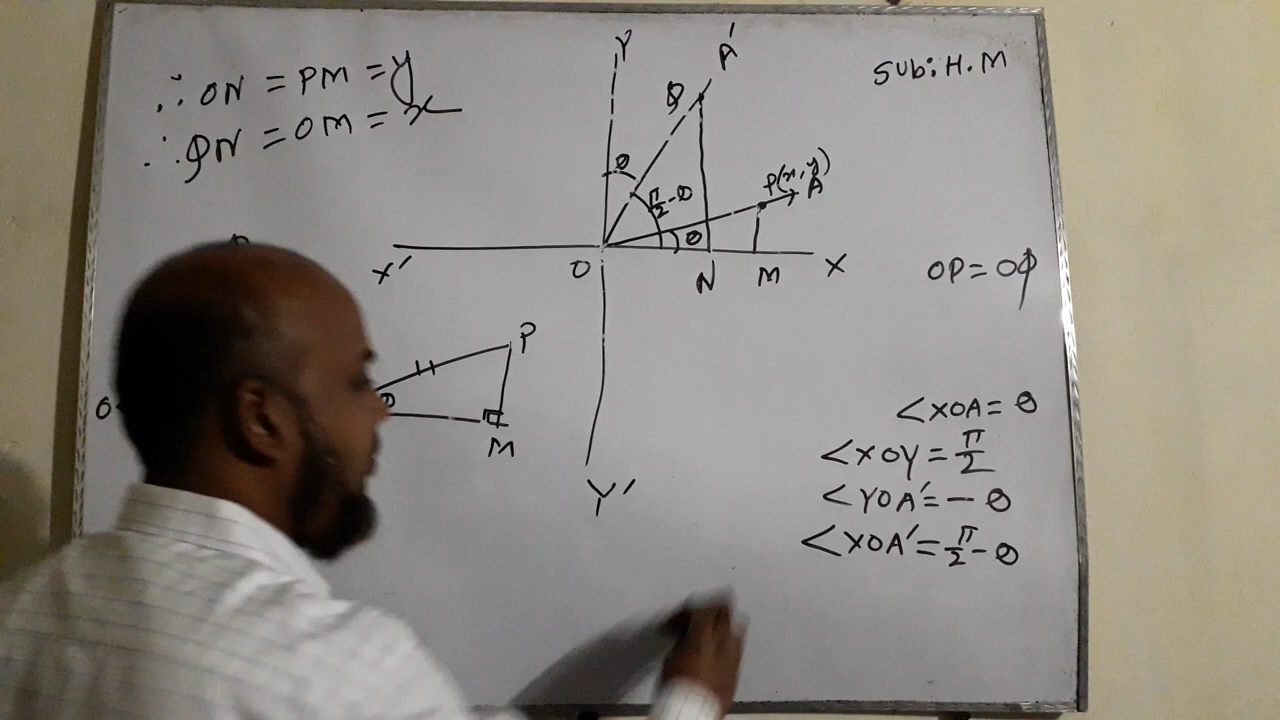 ∴ ON = PM = y
∴ QN = OM = x
Sub: H.M
Y
A'
Q
θ
π/2 - θ
P(x, y)
A
θ
X'
O
N
M
X
OP = OQ
P
O
θ
M
Y'
<XOA = θ
<XOY = π/2
<YOA' = - θ
<XOA' = π/2 - θ